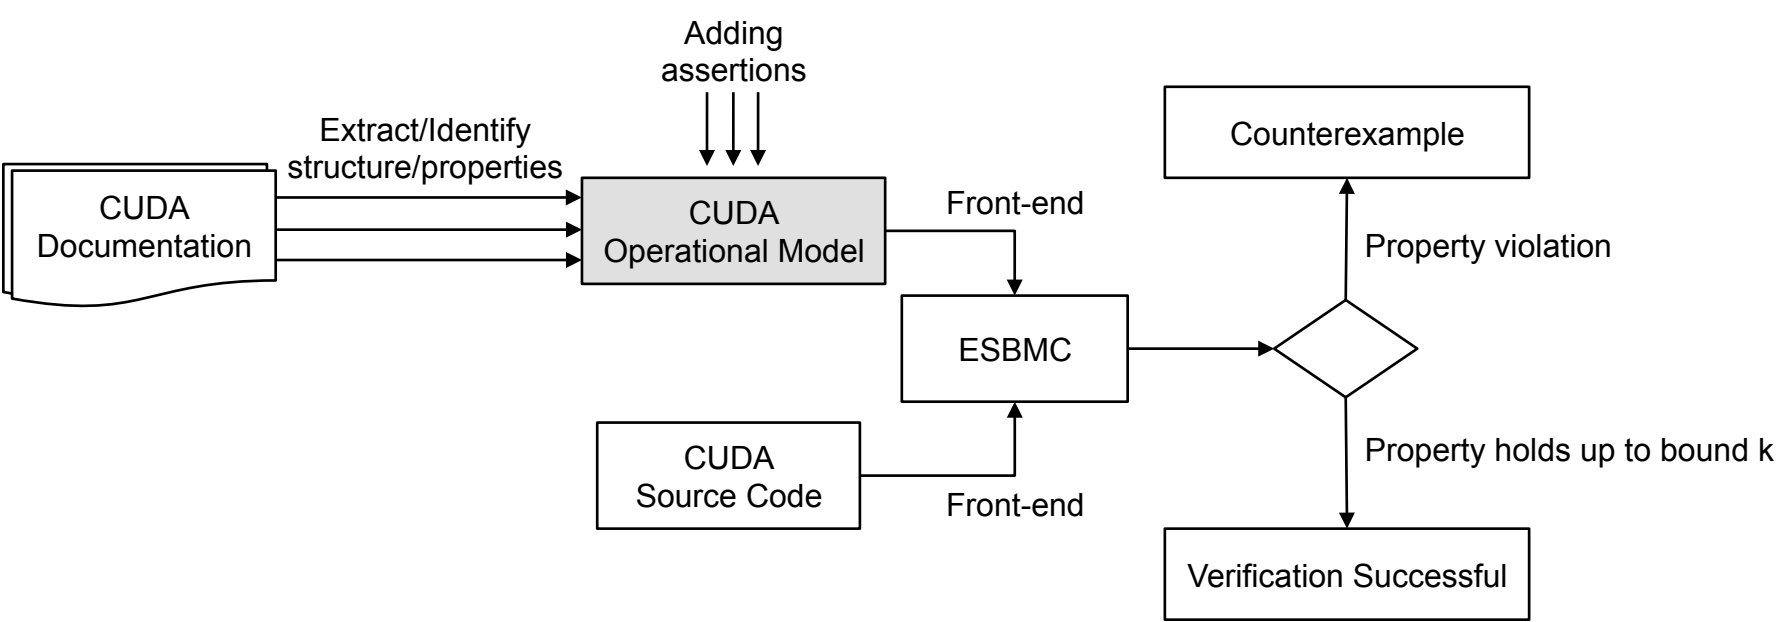 Adding
assertions
Extract/Identify
structure/properties
CUDA
Documentation
CUDA
Operational Model
Front-end
Counterexample
Property violation
ESBMC
CUDA
Source Code
Front-end
Property holds up to bound k
Verification Successful